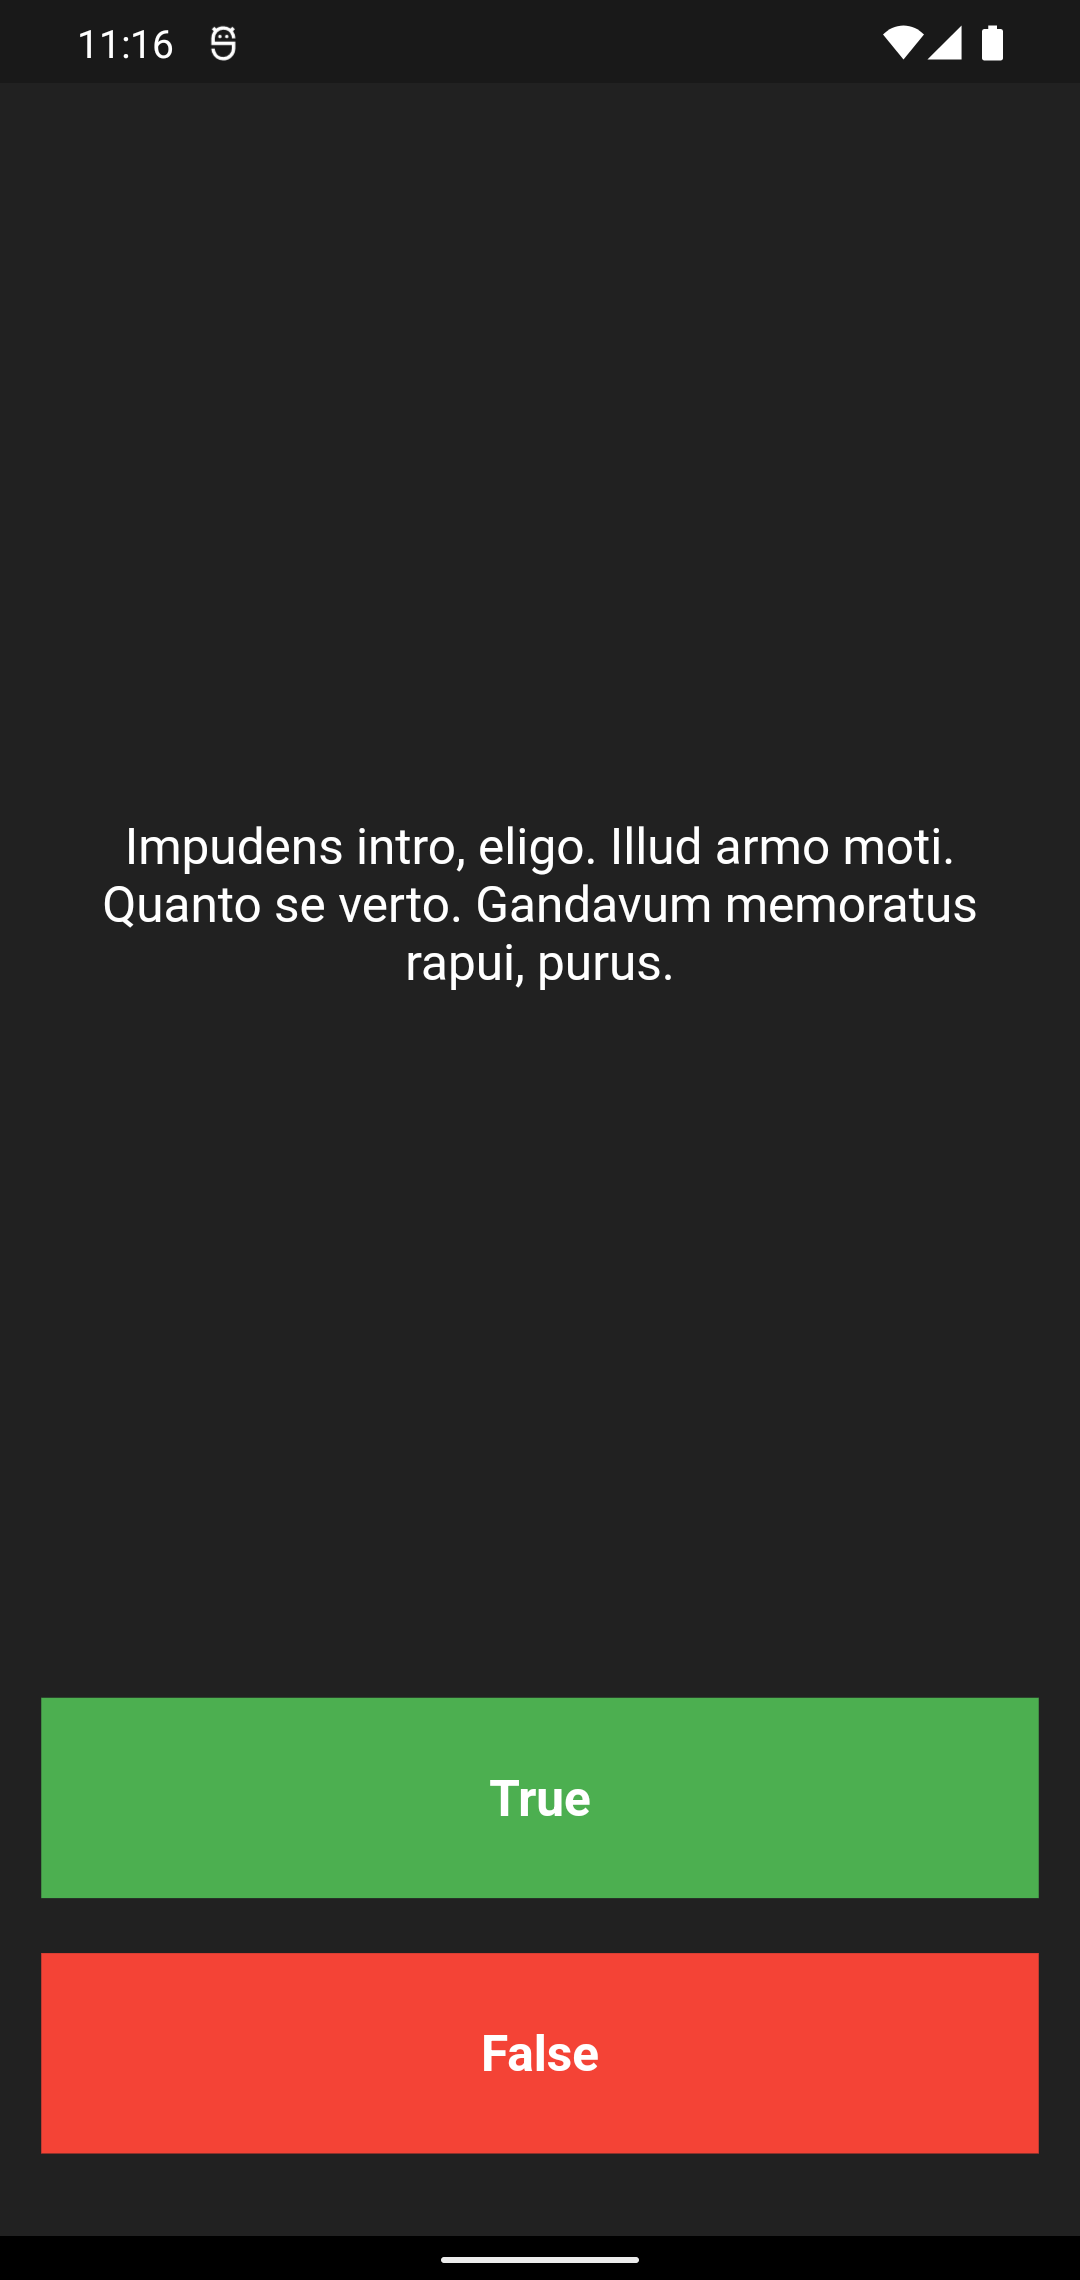 11:16
Impudens intro, eligo. Illud armo moti.
Quanto se verto. Gandavum memoratus
rapui, purus.
True
False